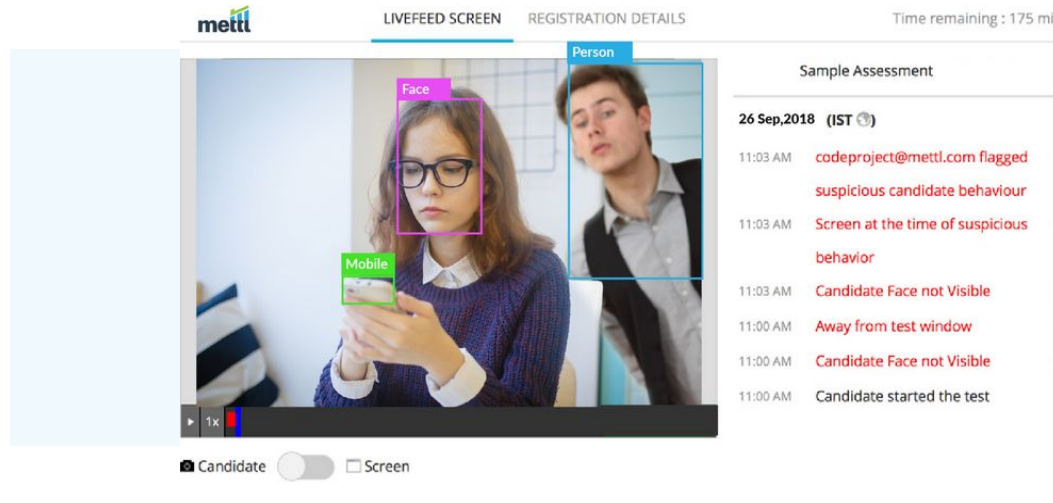 mettl
LIVEFEED SCREEN
REGISTRATION DETAILS
Time remaining : 175 mi
Person
Face
Mobile
1x
Candidate
Screen
Sample Assessment
26 Sep,2018 (IST)
11:03 AM codeproject@mettl.com flagged
suspicious candidate behaviour
11:03 AM Screen at the time of suspicious
behavior
11:03 AM Candidate Face not Visible
11:00 AM Away from test window
11:00 AM Candidate Face not Visible
11:00 AM Candidate started the test